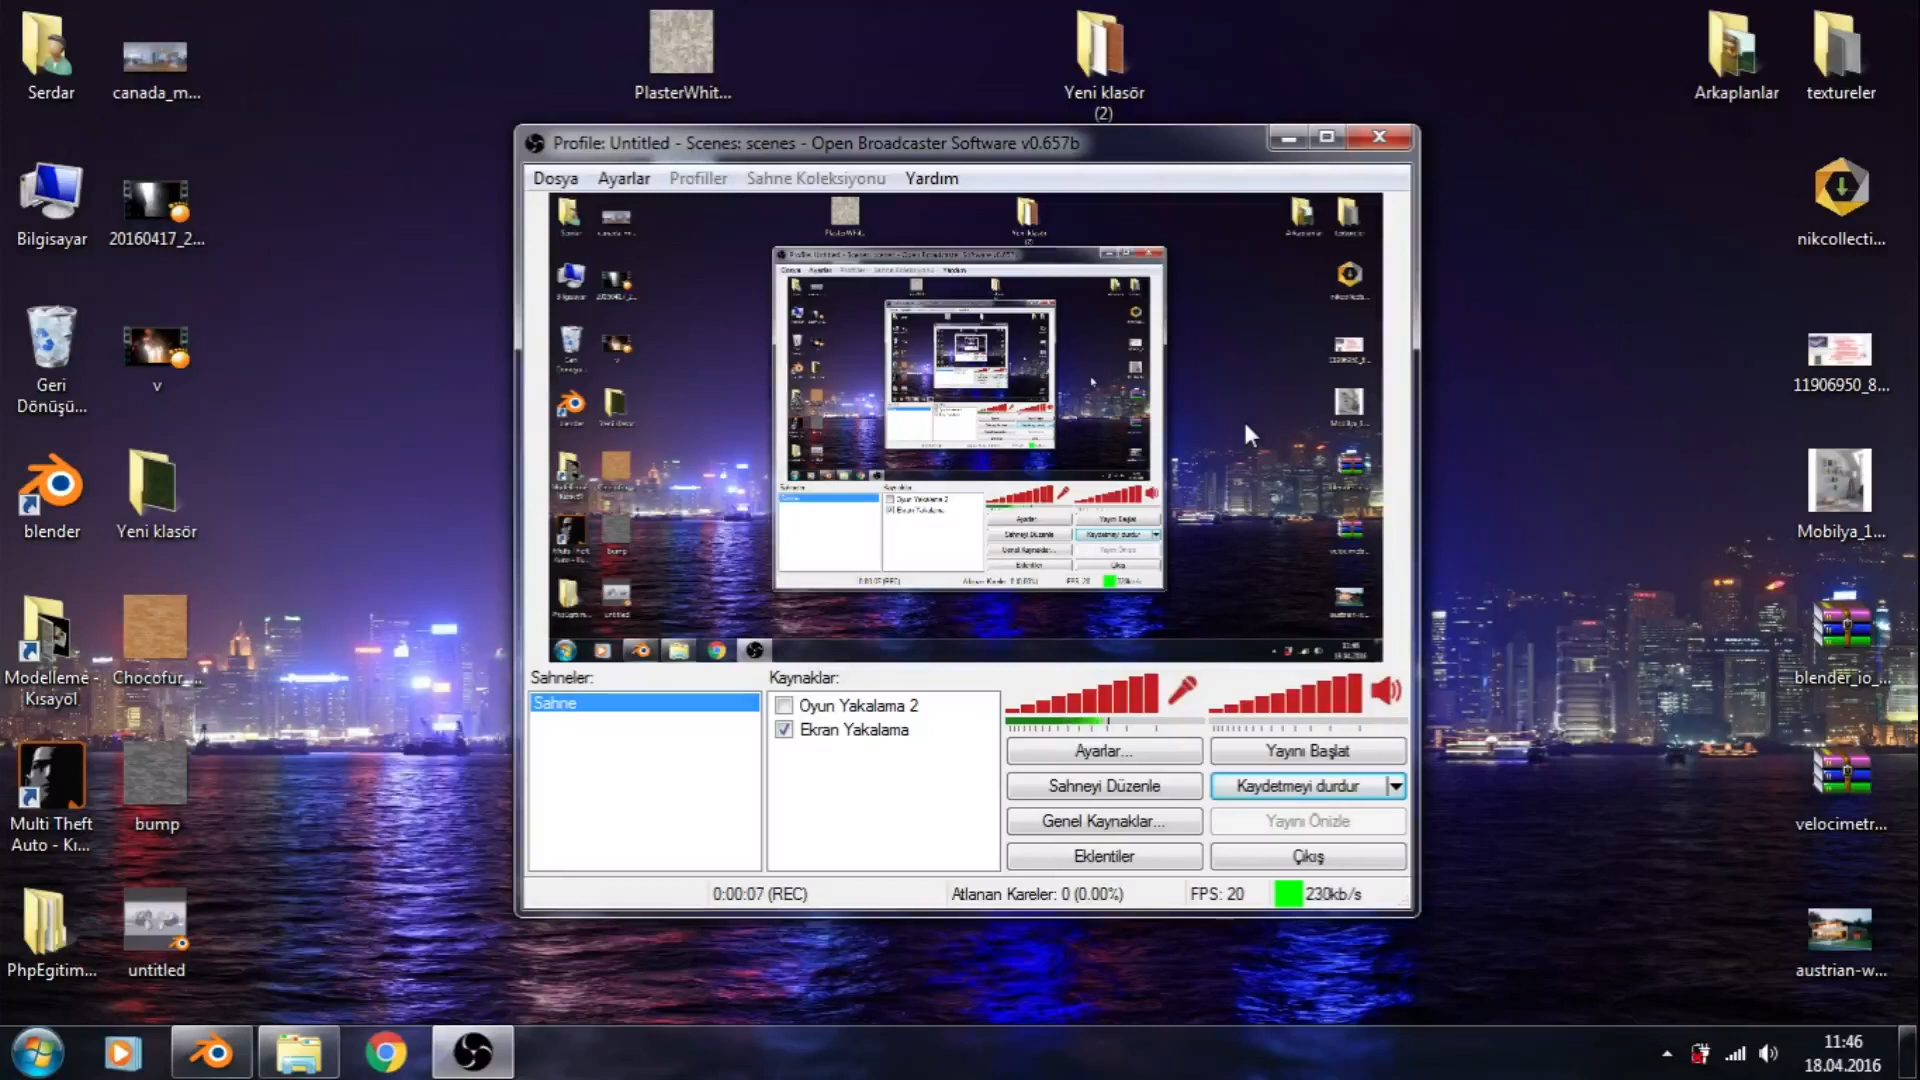 Serdar
canada_m...
PlasterWhit...
Yeni klasör
(2)
Arkaplanlar
textureler
Bilgisayar
20160417_2...
nikcollecti...
Geri
Dönüşü...
v
11906950_8...
blender
Yeni klasör
Mobilya_1...
Modelleme -
Kısayol
Chocofur_...
blender_io_...
Multi Theft
Auto - Kı...
bump
velocimetr...
PhpEgitim...
untitled
austrian-w...
Profile: Untitled - Scenes: scenes - Open Broadcaster Software v0.657b
Dosya Ayarlar Profiller Sahne Koleksiyonu Yardım
Sahneler:
Sahne
Kaynaklar:
Oyun Yakalama 2
Ekran Yakalama
Ayarlar...
Yayını Başlat
Sahneyi Düzenle
Kaydetmeyi durdur
Genel Kaynaklar...
Yayını Önizle
Eklentiler
Çıkış
0:00:07 (REC)
Atlanan Kareler: 0 (0.00%)
FPS: 20
230kb/s
11:46
18.04.2016